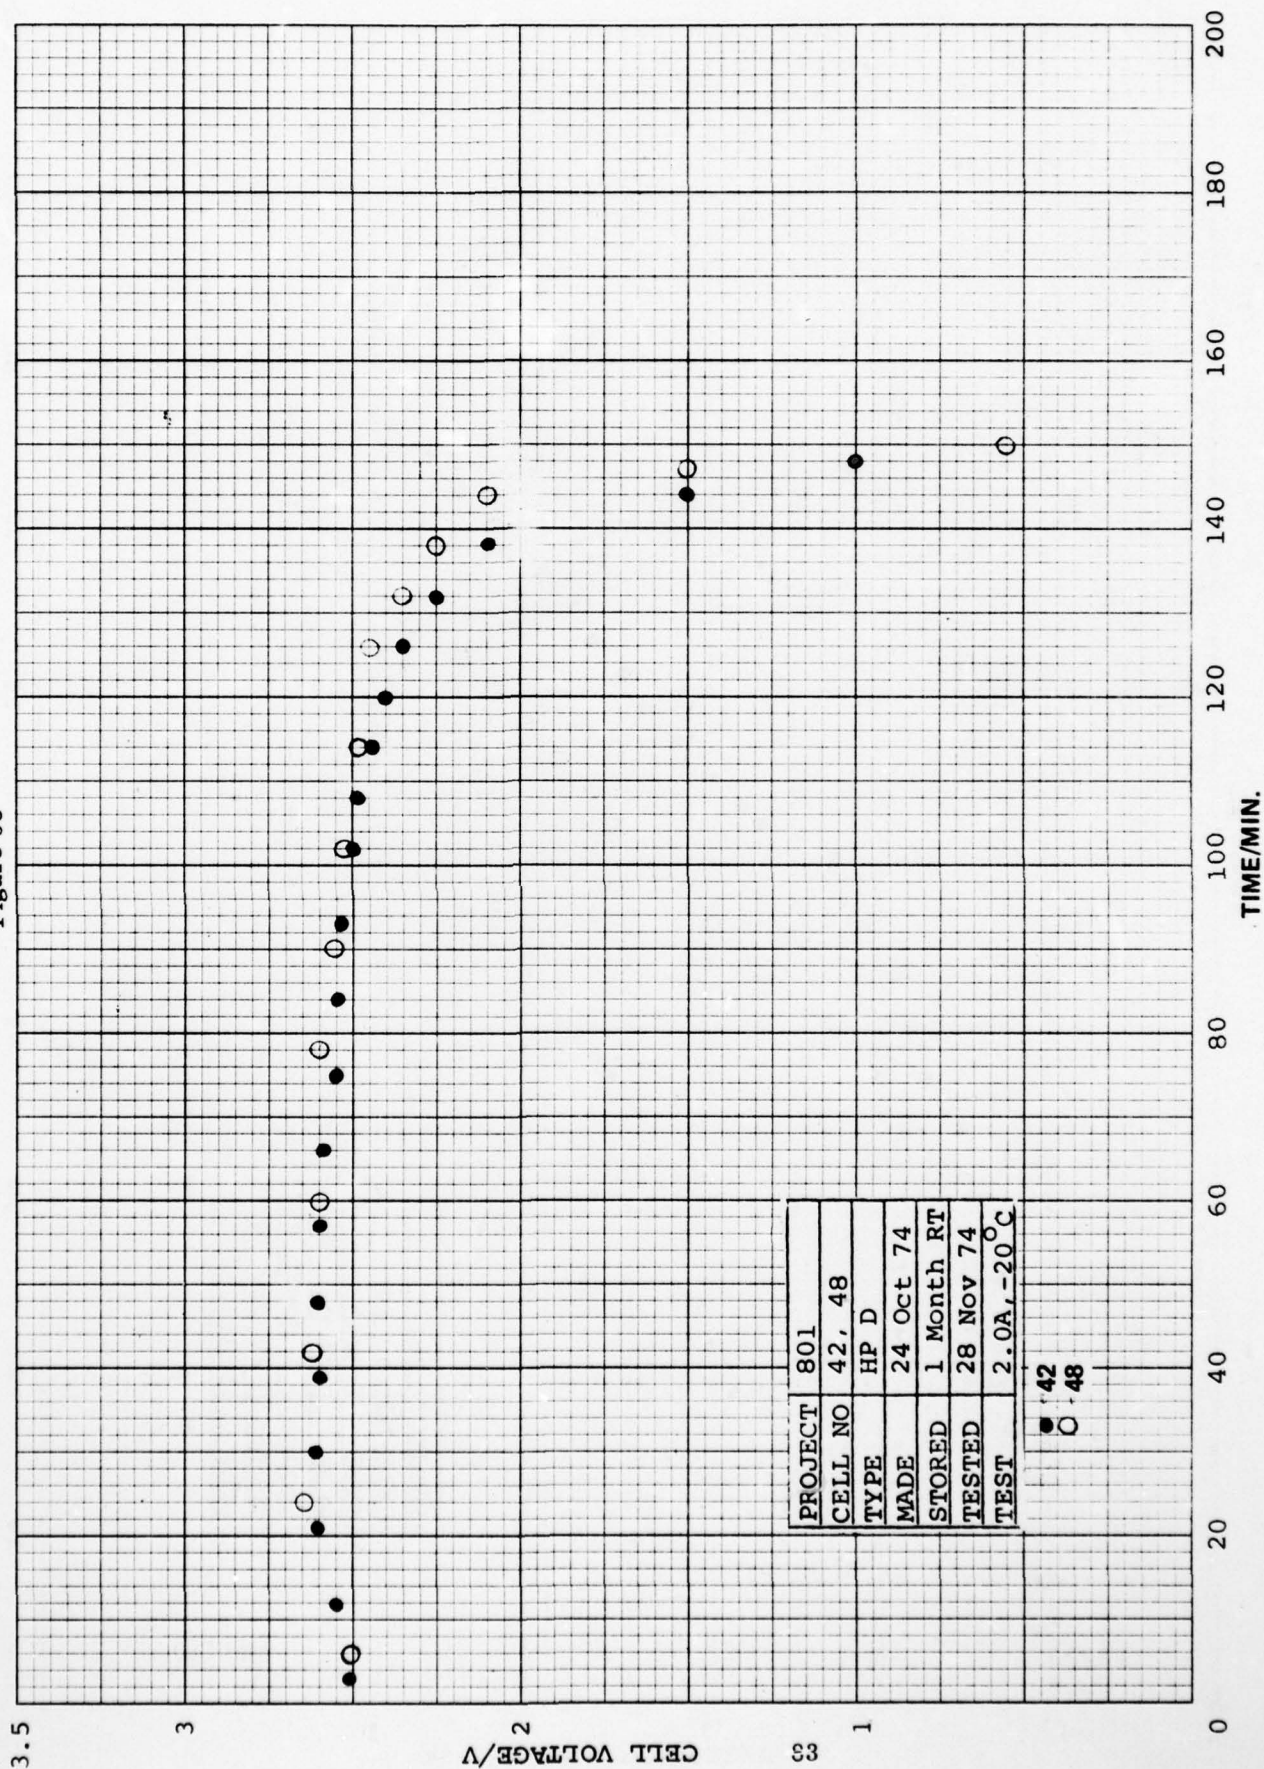 3.5
3
2
1
CELL VOLTAGE/V
83
0
20
40
60
80
100
120
140
160
180
200
TIME/MIN.
PROJECT 801
CELL NO 42, 48
TYPE HP D
MADE 24 Oct 74
STORED 1 Month RT
TESTED 28 Nov 74
TEST 2.0A,-20°C
42
48